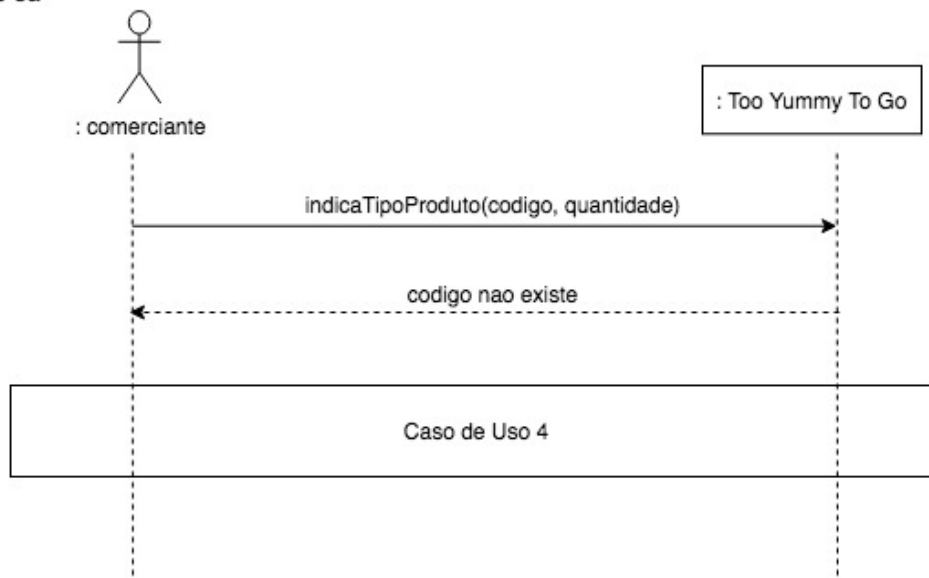 : comerciante
: Too Yummy To Go
indicaTipoProduto(codigo, quantidade)
codigo nao existe
Caso de Uso 4